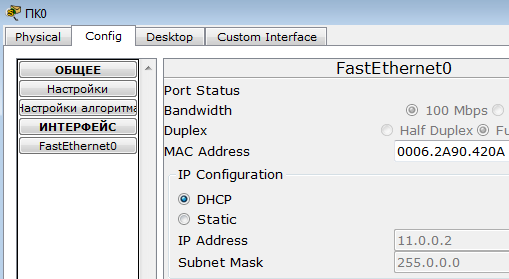 ПК0
Physical Config Desktop Custom Interface
ОБЩЕЕ
Настройки
Настройки алгоритма
ИНТЕРФЕЙС
FastEthernet0
FastEthernet0
Port Status
Bandwidth 100 Mbps
Duplex Half Duplex Fu
MAC Address 0006.2A90.420A
IP Configuration
DHCP
Static
IP Address 11.0.0.2
Subnet Mask 255.0.0.0